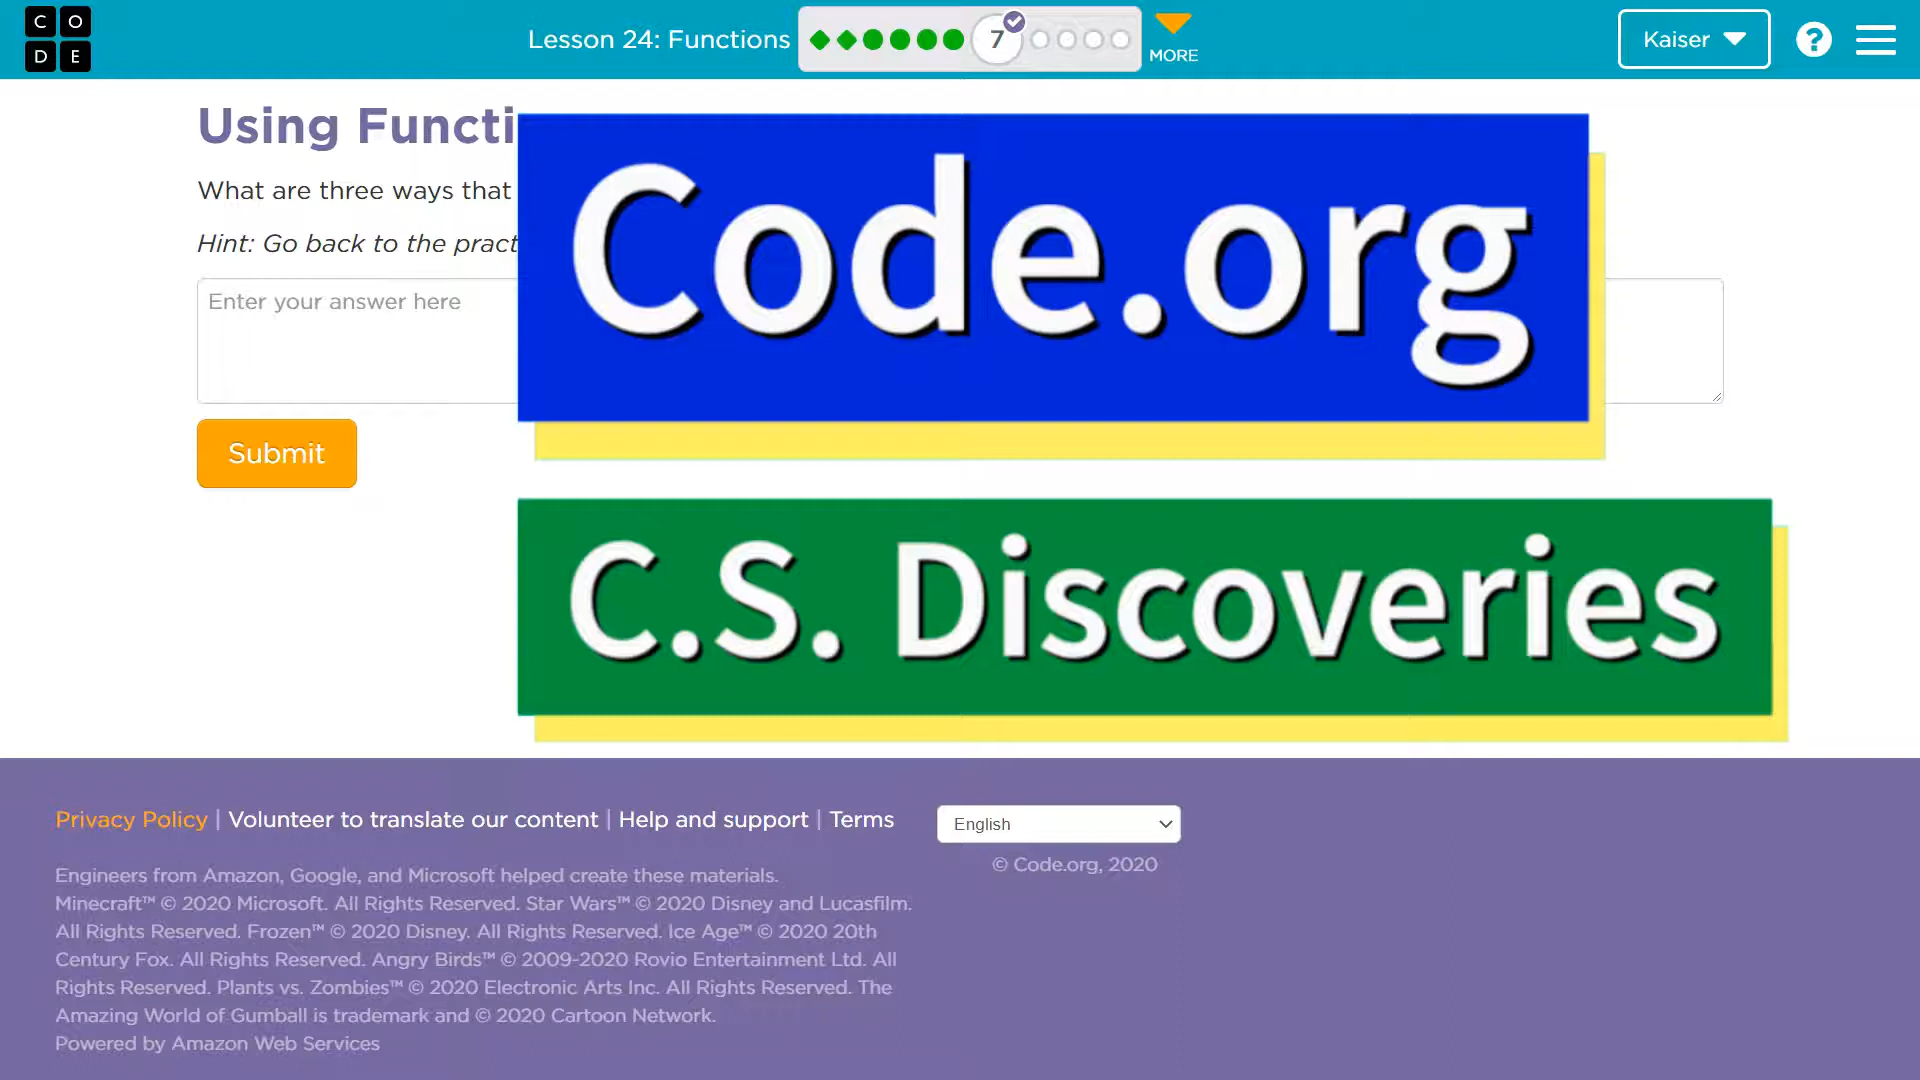 C O
D E
Lesson 24: Functions
7
MORE
Kaiser
?
Using Functi
What are three ways that
Hint: Go back to the pract
Enter your answer here
Submit
Code.org
C.S. Discoveries
Privacy Policy | Volunteer to translate our content | Help and support | Terms
English
© Code.org, 2020
Engineers from Amazon, Google, and Microsoft helped create these materials.
Minecraft™ © 2020 Microsoft. All Rights Reserved. Star Wars™ © 2020 Disney and Lucasfilm.
All Rights Reserved. Frozen™ © 2020 Disney. All Rights Reserved. Ice Age™ © 2020 20th
Century Fox. All Rights Reserved. Angry Birds™ © 2009-2020 Rovio Entertainment Ltd. All
Rights Reserved. Plants vs. Zombies™ © 2020 Electronic Arts Inc. All Rights Reserved. The
Amazing World of Gumball is trademark and © 2020 Cartoon Network.
Powered by Amazon Web Services